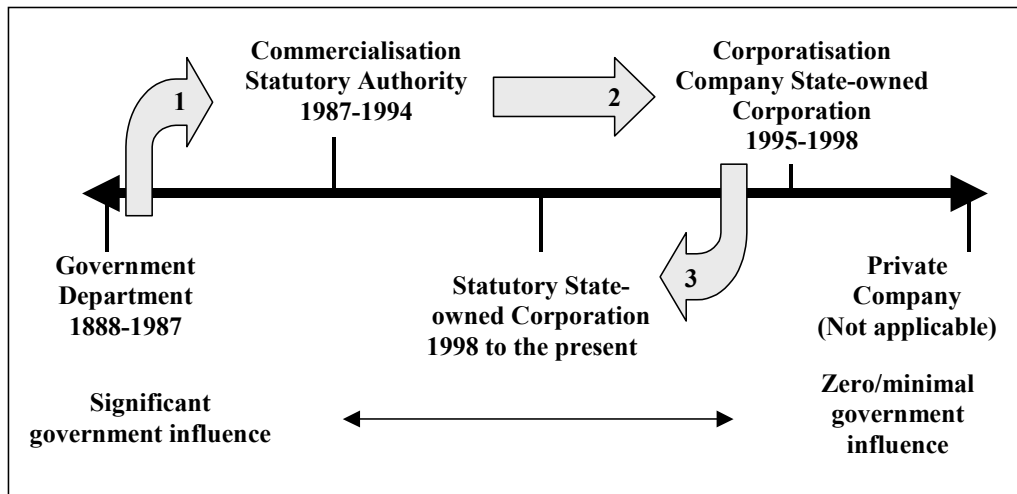 Commercialisation
Statutory Authority
1987-1994
Corporatisation
Company State-owned
Corporation
1995-1998
1
2
3
Government
Department
1888-1987
Statutory State-
owned Corporation
1998 to the present
Private
Company
(Not applicable)
Significant
government influence
Zero/minimal
government
influence